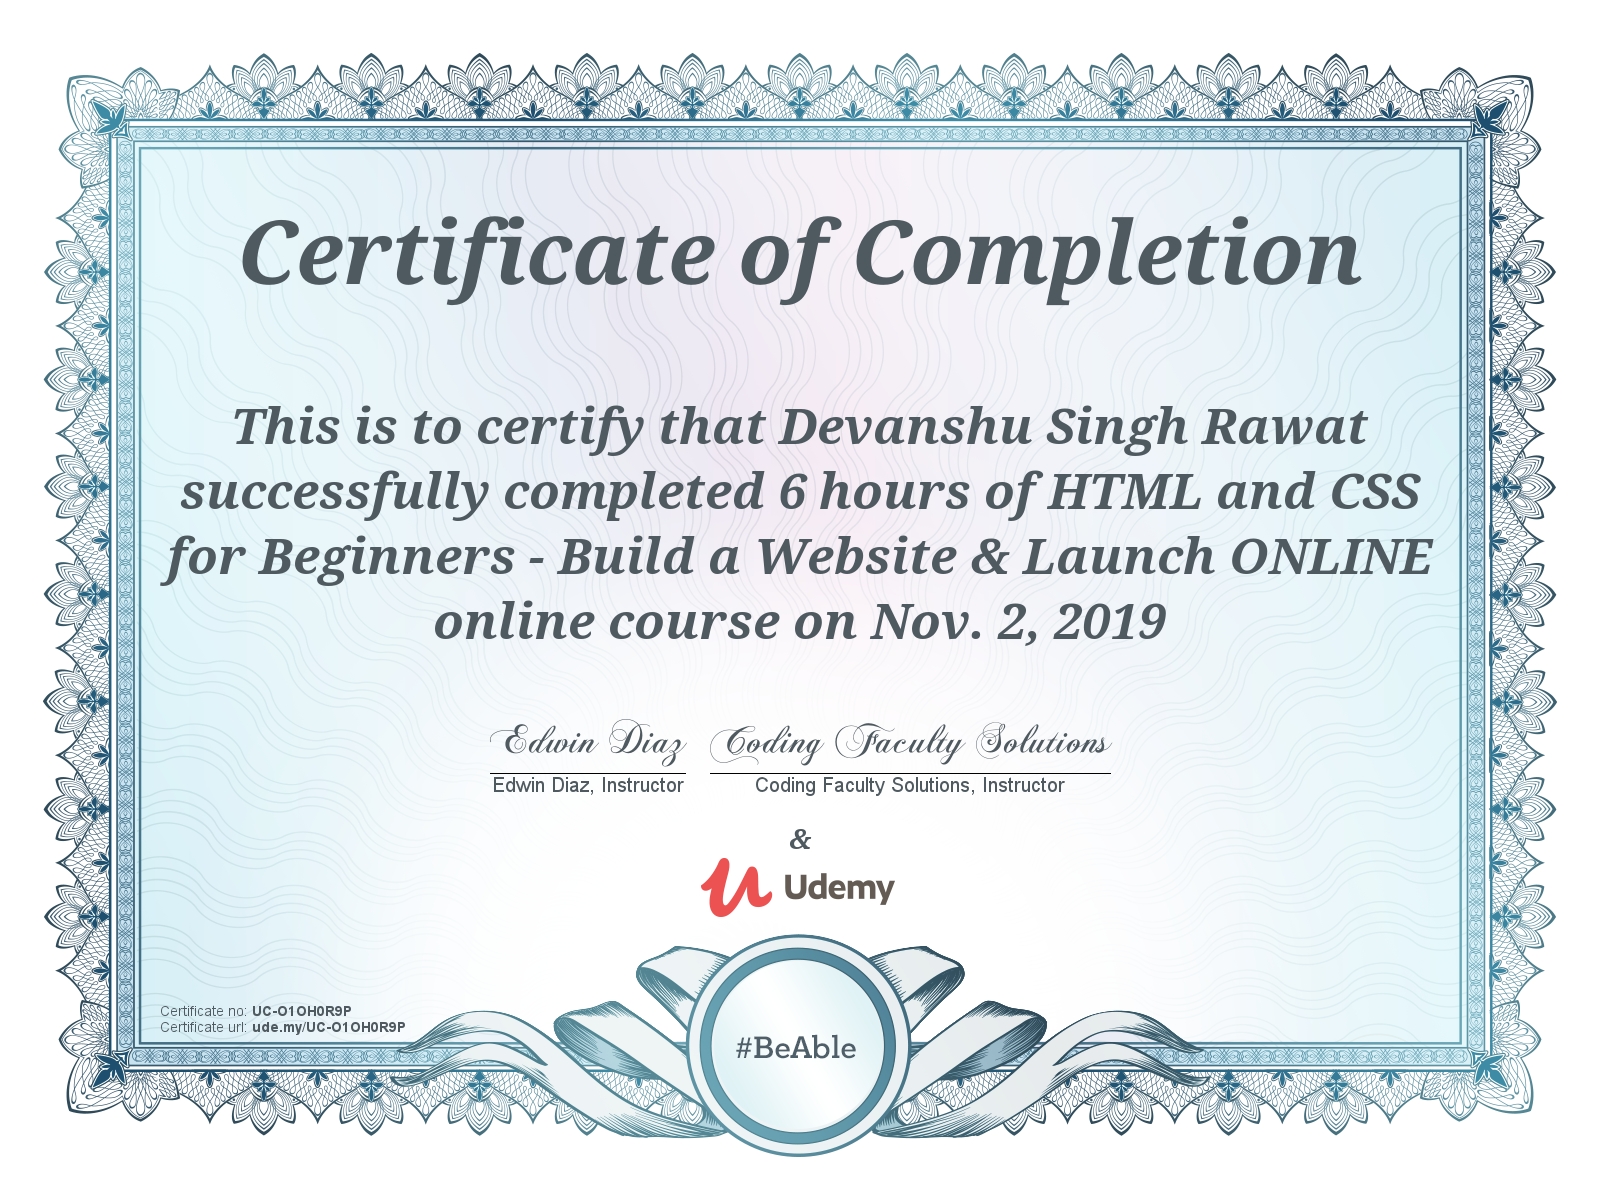 Certificate of Completion
This is to certify that Devanshu Singh Rawat
successfully completed 6 hours of HTML and CSS
for Beginners - Build a Website & Launch ONLINE
online course on Nov. 2, 2019
Edwin Diaz Coding Faculty Solutions
Edwin Diaz, Instructor Coding Faculty Solutions, Instructor
&
Udemy
Certificate no: UC-O1OH0R9P
Certificate url: ude.my/UC-O1OH0R9P
#BeAble